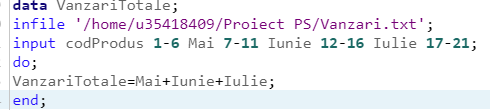 data VanzariTotale;
infile '/home/u35418409/Proiect PS/Vanzari.txt';
input codProdus 1-6 Mai 7-11 Iunie 12-16 Iulie 17-21;
do;
VanzariTotale=Mai+Iunie+Iulie;
end;